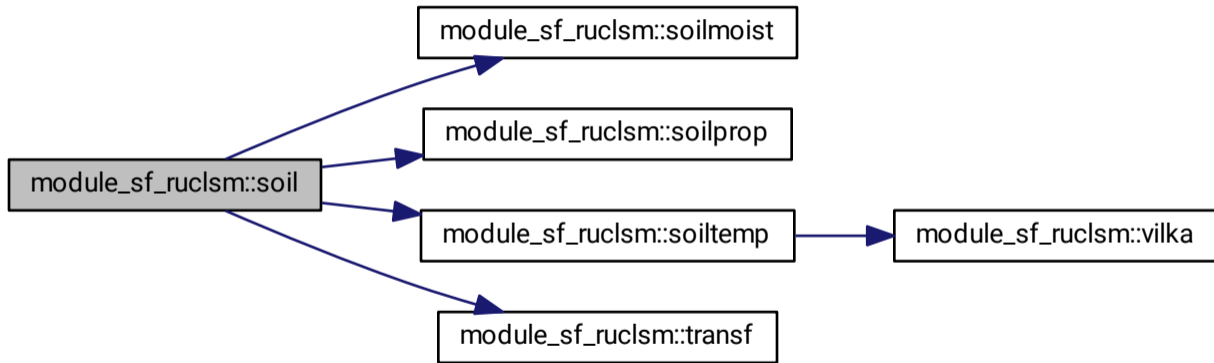 module_sf_ruclsm::soilmoist
module_sf_ruclsm::soilprop
module_sf_ruclsm::soil
module_sf_ruclsm::soiltemp
module_sf_ruclsm::vilka
module_sf_ruclsm::transf